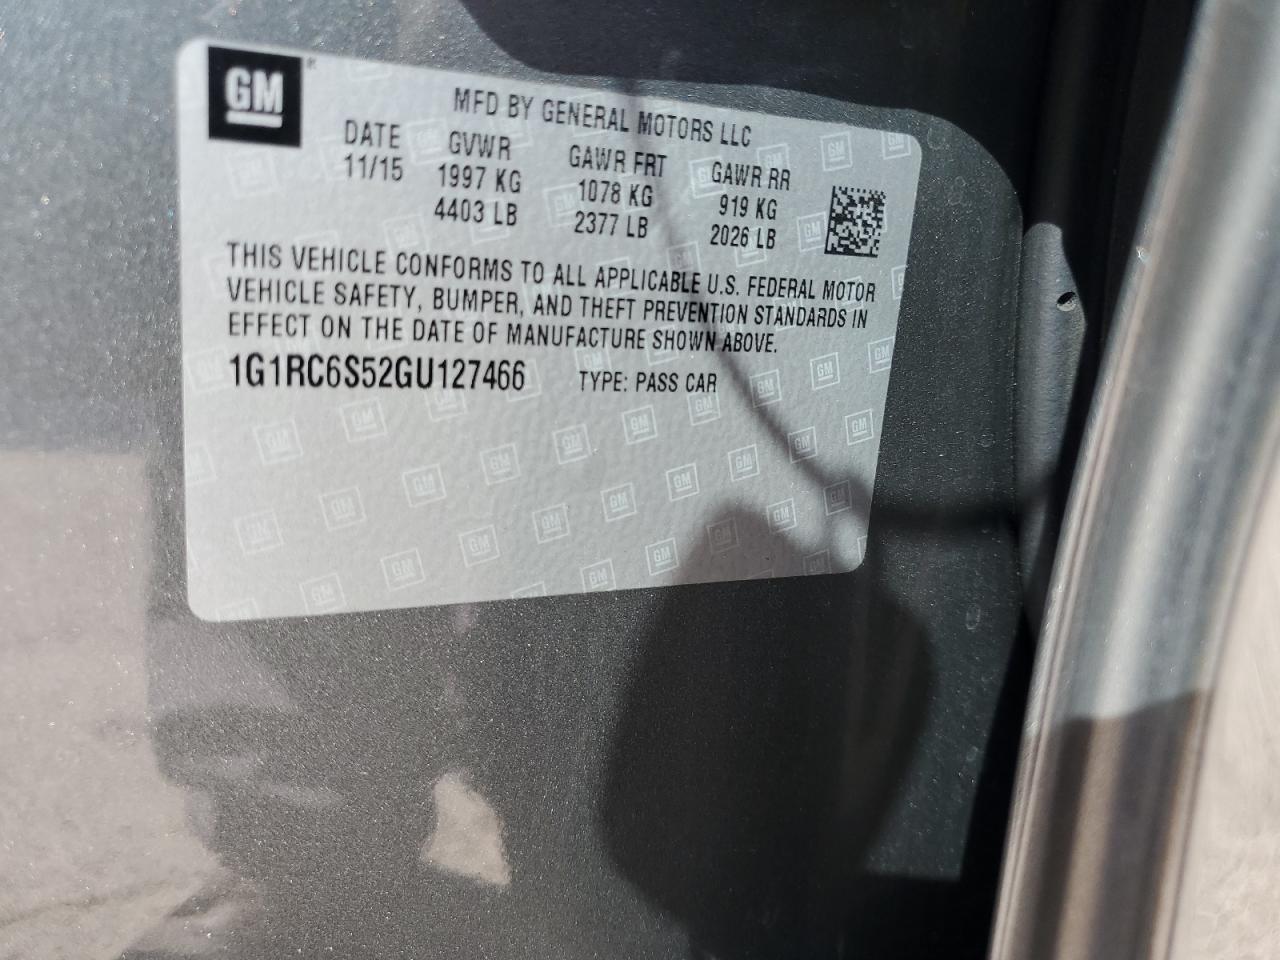 GM
MFD BY GENERAL MOTORS LLC
DATE GVWR GAWR FRT GAWR RR
11/15 1997 KG 1078 KG 919 KG
4403 LB 2377 LB 2026 LB
THIS VEHICLE CONFORMS TO ALL APPLICABLE U.S. FEDERAL MOTOR
VEHICLE SAFETY, BUMPER, AND THEFT PREVENTION STANDARDS IN
EFFECT ON THE DATE OF MANUFACTURE SHOWN ABOVE.
1G1RC6S52GU127466 TYPE: PASS CAR